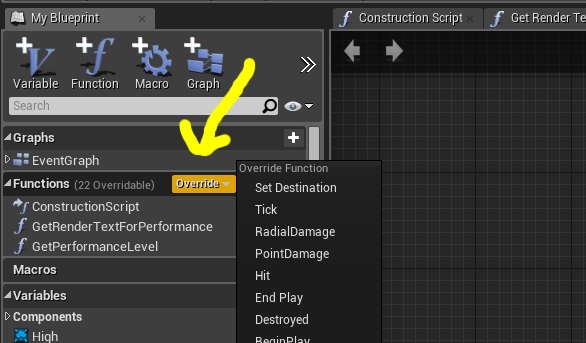 My Blueprint
Construction Script
Get Render Te
Variable
Function
Macro
Graph
Search
Graphs
EventGraph
Functions (22 Overridable) Override
ConstructionScript
GetRenderTextForPerformance
GetPerformanceLevel
Macros
Variables
Components
High
Override Function
Set Destination
Tick
RadialDamage
PointDamage
Hit
End Play
Destroyed
BeginPlay